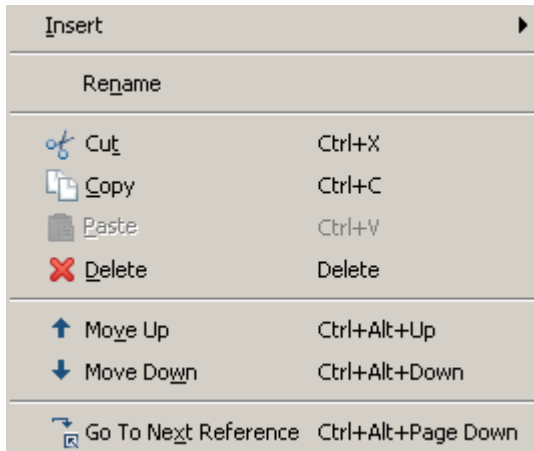 Insert
Rename
Cut Ctrl+X
Copy Ctrl+C
Paste Ctrl+V
Delete Delete
Move Up Ctrl+Alt+Up
Move Down Ctrl+Alt+Down
Go To Next Reference Ctrl+Alt+Page Down